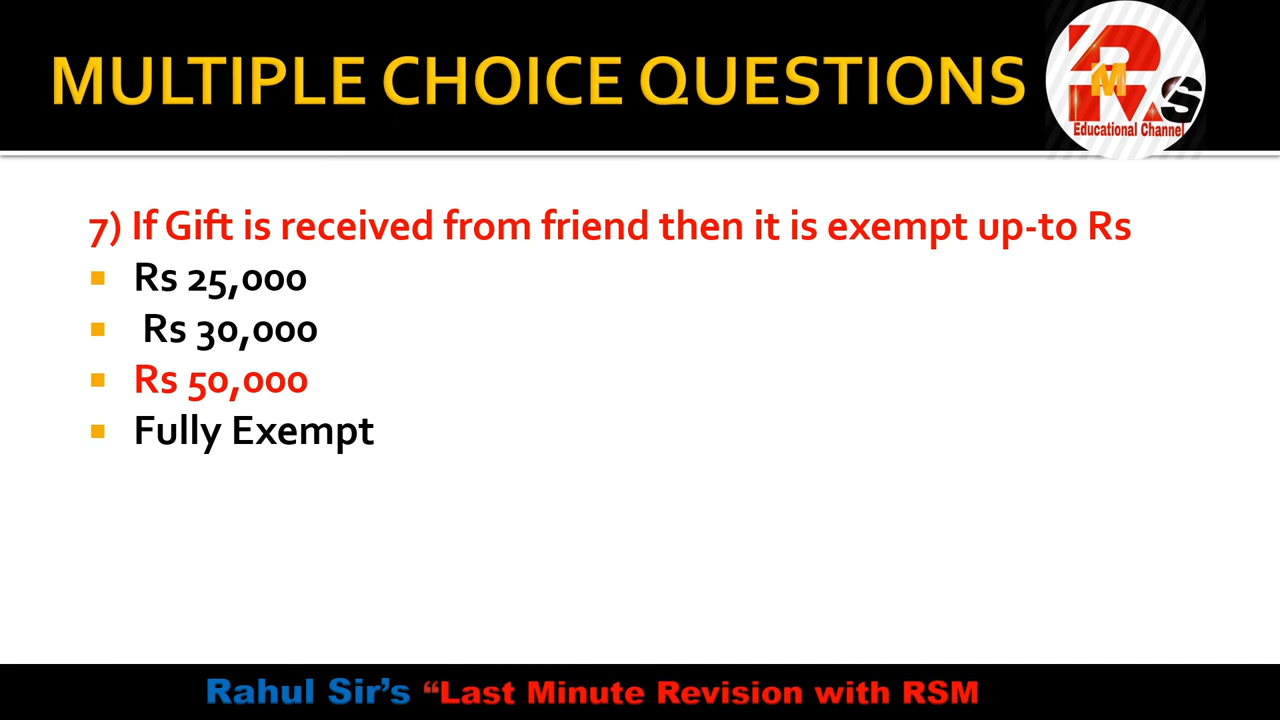 MULTIPLE CHOICE QUESTIONS
RMS
Educational Channel
7) If Gift is received from friend then it is exempt up-to Rs
Rs 25,000
Rs 30,000
Rs 50,000
Fully Exempt
Rahul Sir's “Last Minute Revision with RSM